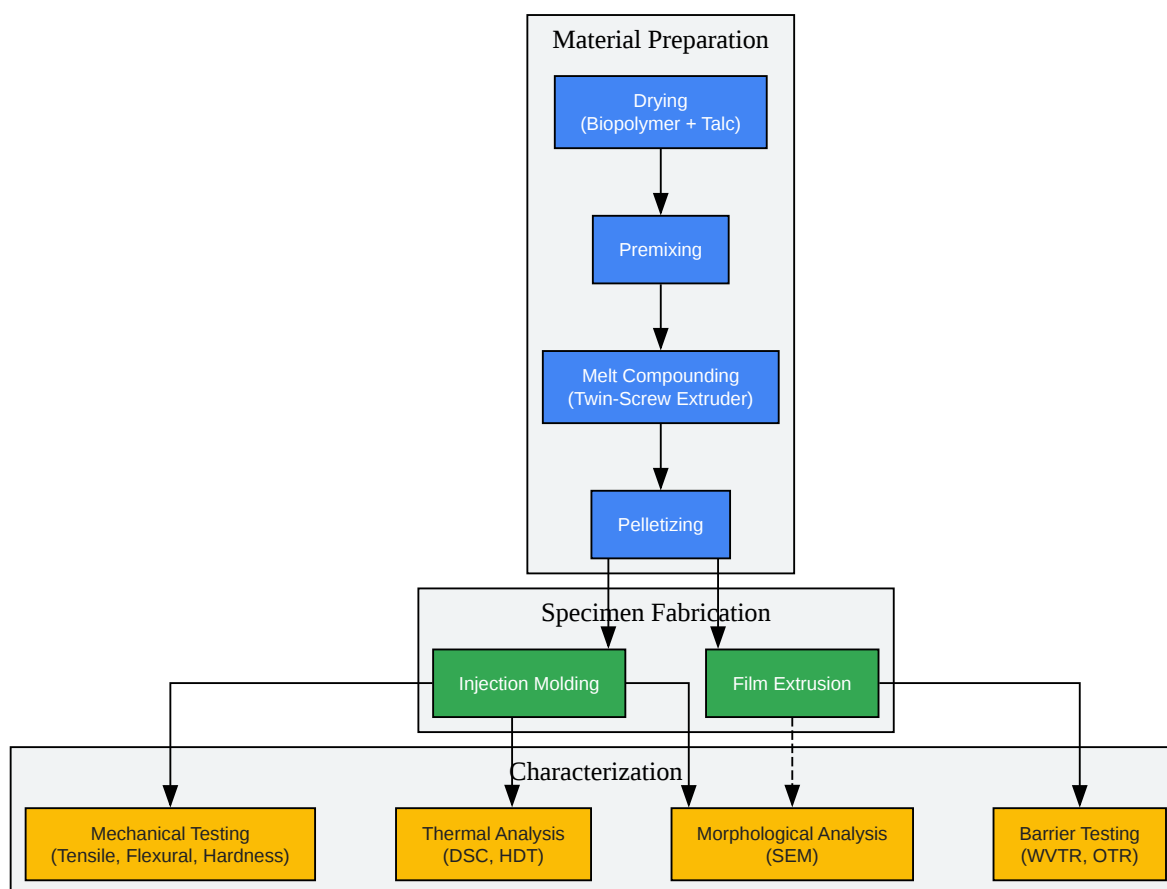 Material Preparation
Drying
(Biopolymer + Talc)
Premixing
Melt Compounding
(Twin-Screw Extruder)
Pelletizing
Specimen Fabrication
Injection Molding
Film Extrusion
Characterization
Mechanical Testing
(Tensile, Flexural, Hardness)
Thermal Analysis
(DSC, HDT)
Morphological Analysis
(SEM)
Barrier Testing
(WVTR, OTR)